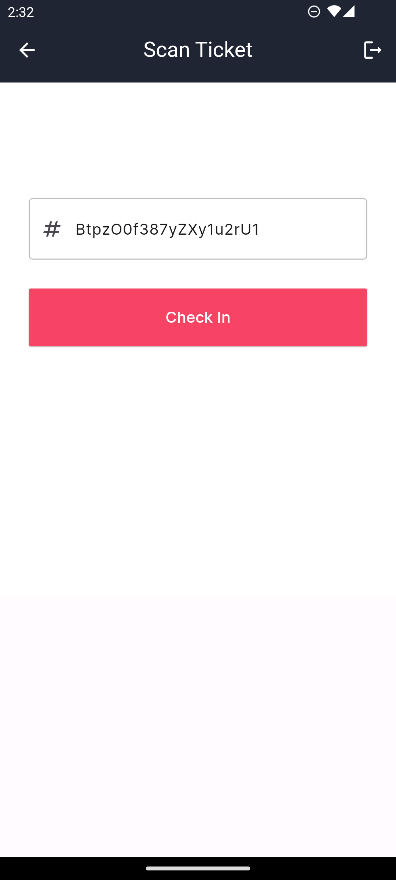 2:32
Scan Ticket
# BtpzO0f387yZXy1u2rU1
Check In